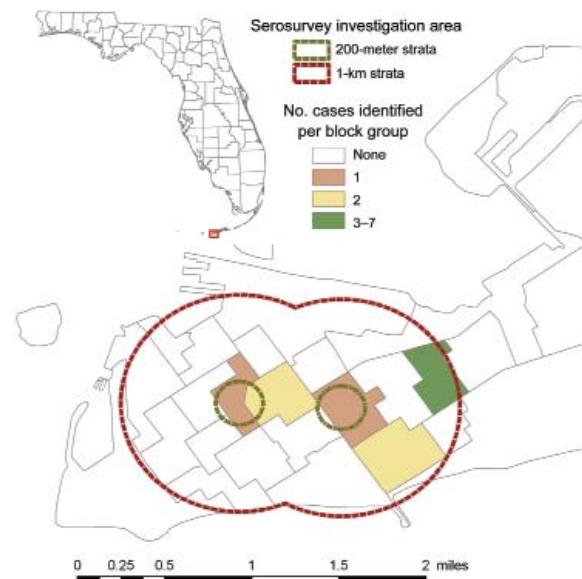 Serosurvey investigation area
200-meter strata
1-km strata
No. cases identified
per block group
None
1
2
3–7
0 0.25 0.5 1 1.5 2 miles